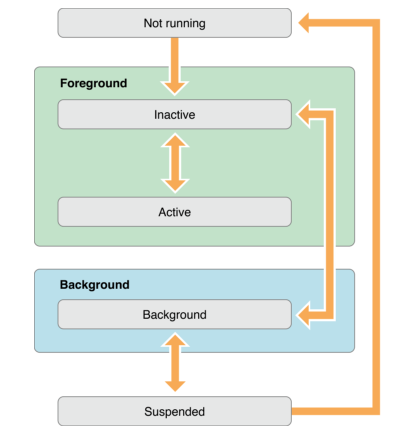 Not running
Foreground
Inactive
Active
Background
Background
Suspended